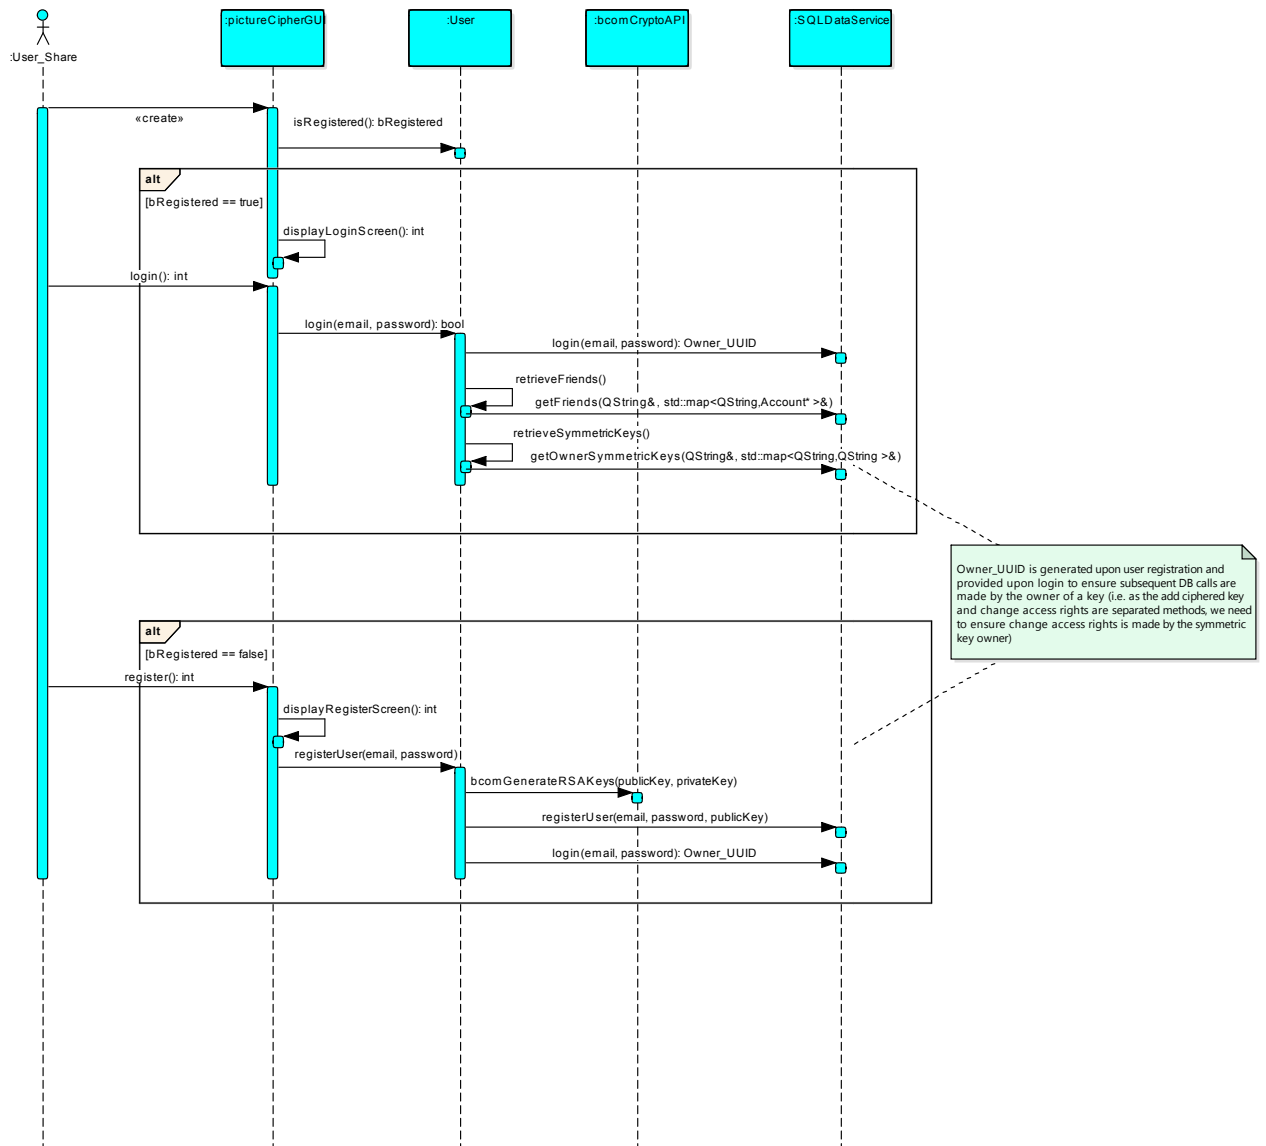 :User_Share
:pictureCipherGUI
:User
:bcomCryptoAPI
:SQLDataService
«create»
isRegistered(): bRegistered
alt
[bRegistered == true]
displayLoginScreen(): int
login(): int
login(email, password): bool
login(email, password): Owner_UUID
retrieveFriends()
getFriends(QString&, std::map<QString,Account* >&)
retrieveSymmetricKeys()
getOwnerSymmetricKeys(QString&, std::map<QString,QString >&)
Owner_UUID is generated upon user registration and
provided upon login to ensure subsequent DB calls are
made by the owner of a key (i.e. as the add ciphered key
and change access rights are separated methods, we need
to ensure change access rights is made by the symmetric
key owner)
alt
[bRegistered == false]
register(): int
displayRegisterScreen(): int
registerUser(email, password)
bcomGenerateRSAKeys(publicKey, privateKey)
registerUser(email, password, publicKey)
login(email, password): Owner_UUID